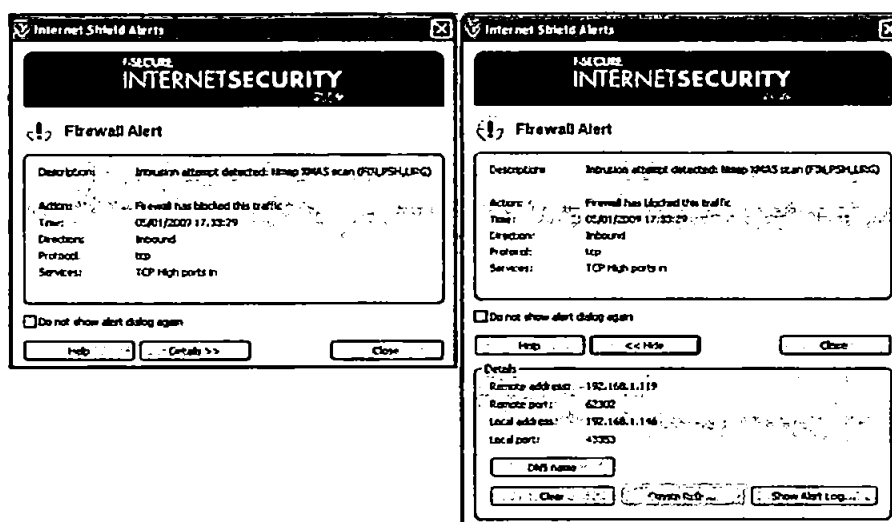 Internet Shield Alerts
F-SECURE
INTERNETSECURITY
Firewall Alert
Description: Intrusion attempt detected: Nmap XMAS scan (FIN,PSH,URG)
Action: Firewall has blocked this traffic
Time: 05/01/2009 17:33:29
Direction: Inbound
Protocol: tcp
Services: TCP High ports in
Do not show alert dialog again
Help
Details >>
Close
Internet Shield Alerts
F-SECURE
INTERNETSECURITY
Firewall Alert
Description: Intrusion attempt detected: Nmap XMAS scan (FIN,PSH,URG)
Action: Firewall has blocked this traffic
Time: 05/01/2009 17:33:29
Direction: Inbound
Protocol: tcp
Services: TCP High ports in
Do not show alert dialog again
Help
<< Hide
Close
Details
Remote address: 192.168.1.119
Remote port: 62302
Local address: 192.168.1.146
Local port: 43353
DNS name
Clear
Show Alert Log...